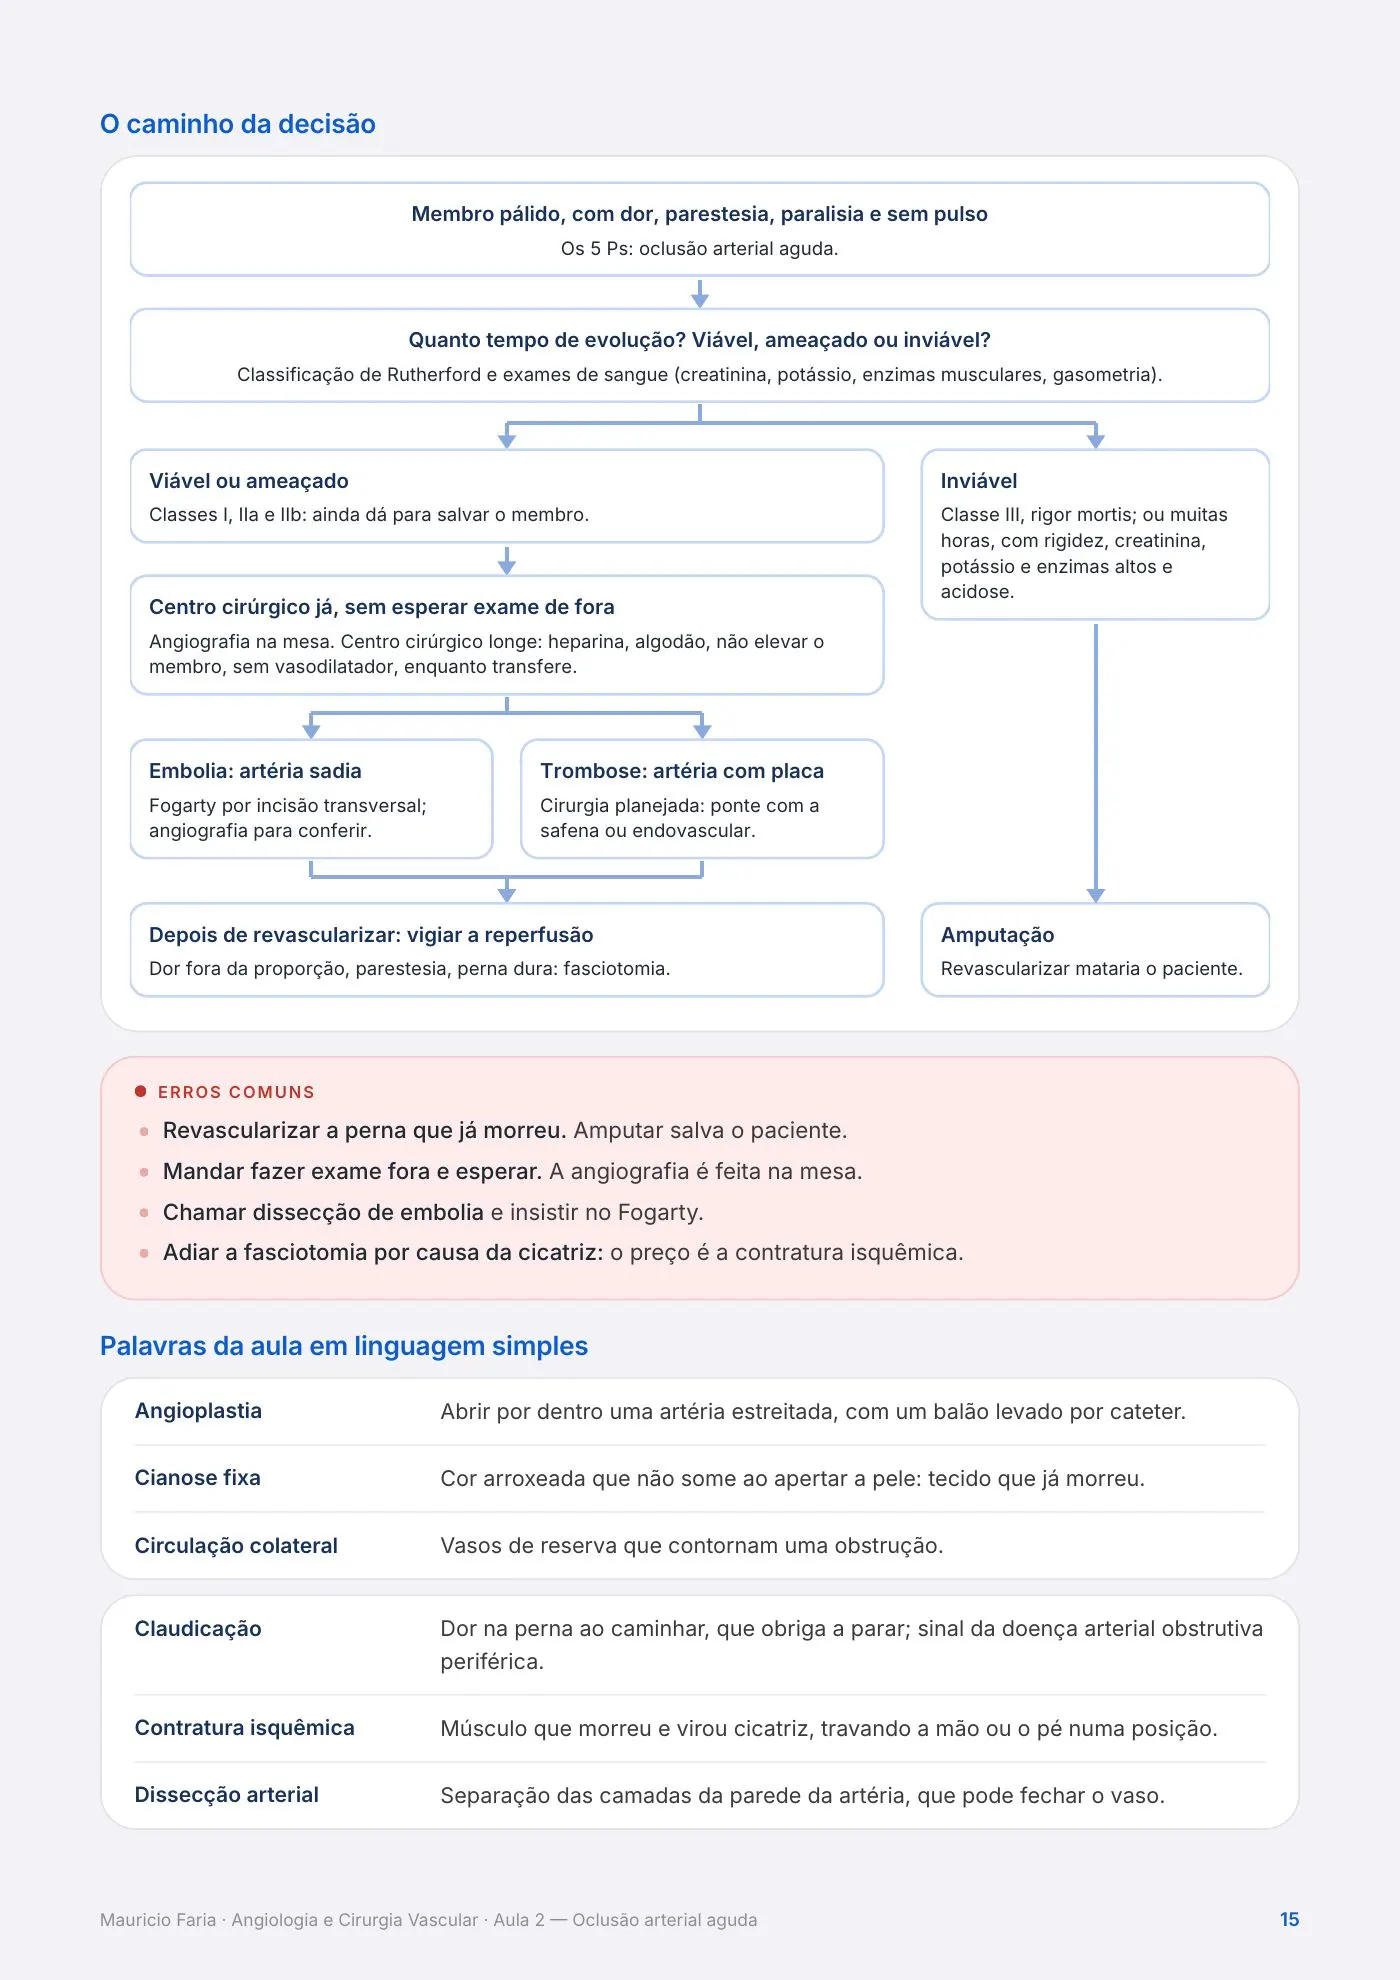 O caminho da decisão
Membro pálido, com dor, parestesia, paralisia e sem pulso
Os 5 Ps: oclusão arterial aguda.
Quanto tempo de evolução? Viável, ameaçado ou inviável?
Classificação de Rutherford e exames de sangue (creatinina, potássio, enzimas musculares, gasometria).
Viável ou ameaçado
Classes I, IIa e IIb: ainda dá para salvar o membro.
Inviável
Classe III, rigor mortis; ou muitas
horas, com rigidez, creatinina,
potássio e enzimas altos e
acidose.
Centro cirúrgico já, sem esperar exame de fora
Angiografia na mesa. Centro cirúrgico longe: heparina, algodão, não elevar o
membro, sem vasodilatador, enquanto transfere.
Embolia: artéria sadia
Fogarty por incisão transversal;
angiografia para conferir.
Trombose: artéria com placa
Cirurgia planejada: ponte com a
safena ou endovascular.
Depois de revascularizar: vigiar a reperfusão
Dor fora da proporção, parestesia, perna dura: fasciotomia.
Amputação
Revascularizar mataria o paciente.
ERROS COMUNS
Revascularizar a perna que já morreu. Amputar salva o paciente.
Mandar fazer exame fora e esperar. A angiografia é feita na mesa.
Chamar dissecção de embolia e insistir no Fogarty.
Adiar a fasciotomia por causa da cicatriz: o preço é a contratura isquêmica.
Palavras da aula em linguagem simples
Angioplastia Abrir por dentro uma artéria estreitada, com um balão levado por cateter.
Cianose fixa Cor arroxeada que não some ao apertar a pele: tecido que já morreu.
Circulação colateral Vasos de reserva que contornam uma obstrução.
Claudicação Dor na perna ao caminhar, que obriga a parar; sinal da doença arterial obstrutiva
periférica.
Contratura isquêmica Músculo que morreu e virou cicatriz, travando a mão ou o pé numa posição.
Dissecção arterial Separação das camadas da parede da artéria, que pode fechar o vaso.
Mauricio Faria · Angiologia e Cirurgia Vascular · Aula 2 — Oclusão arterial aguda 15